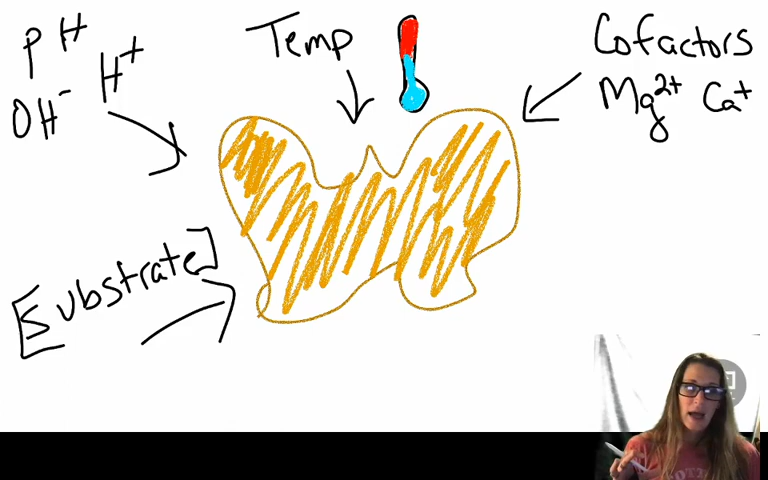 pH
H+
OH-
Temp
Cofactors
Mg2+ Ca+
[Substrate]